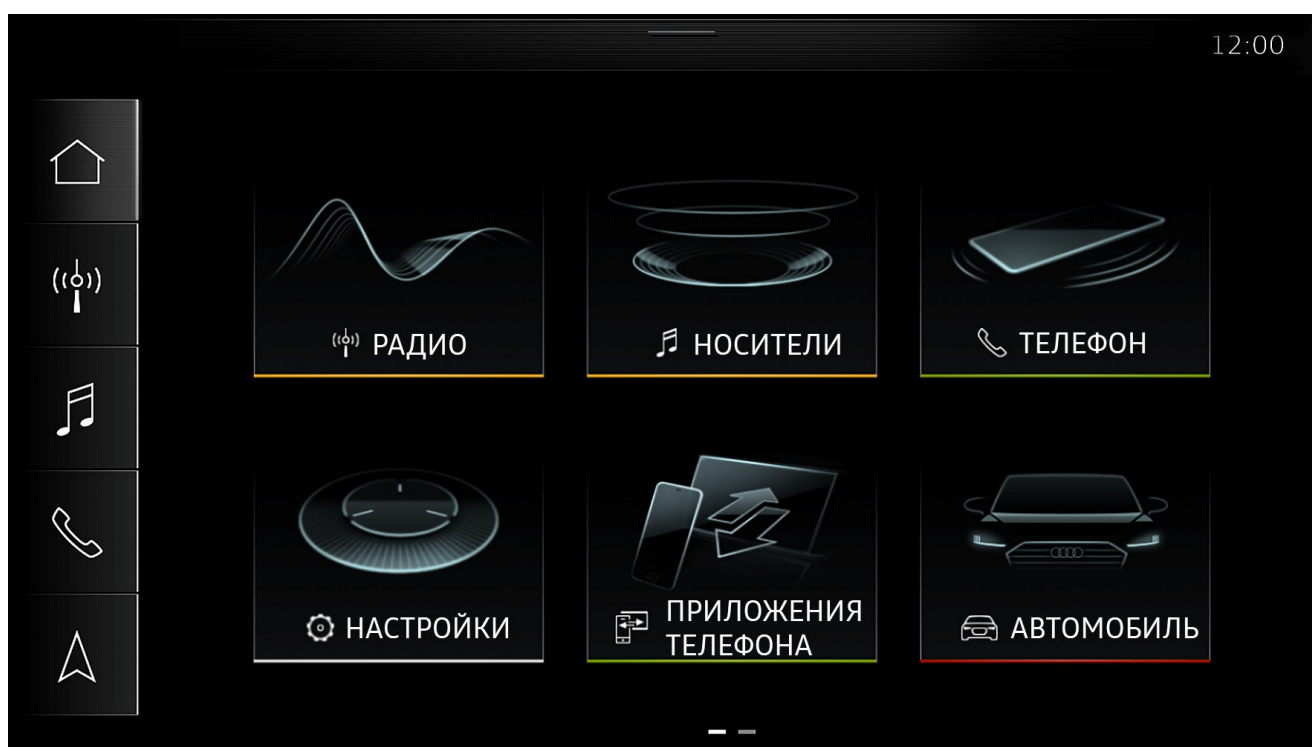 12:00
РАДИО
НОСИТЕЛИ
ТЕЛЕФОН
НАСТРОЙКИ
ПРИЛОЖЕНИЯ
ТЕЛЕФОНА
АВТОМОБИЛЬ